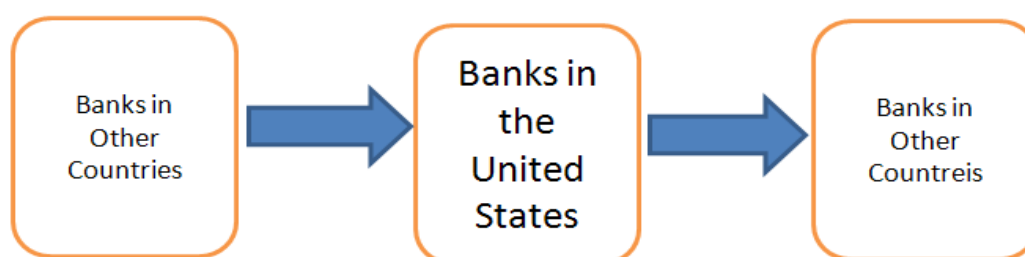 Banks in
Other
Countries
Banks in
the
United
States
Banks in
Other
Countreis